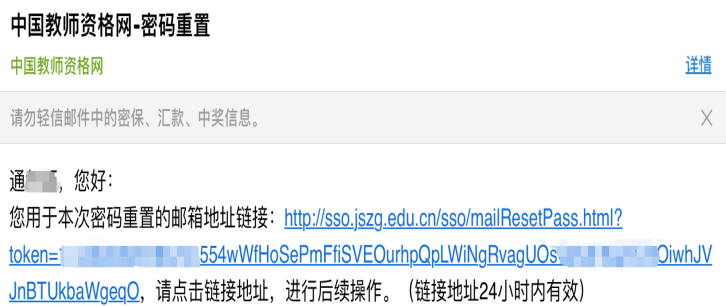 中国教师资格网-密码重置
中国教师资格网
详情
请勿轻信邮件中的密保、汇款、中奖信息。
通，您好：
您用于本次密码重置的邮箱地址链接：http://sso.jszg.edu.cn/sso/mailResetPass.html?
token=554wWfHoSePmFfiSVEOurhpQpLWiNgRvagUOsOiwhJV
JnBTUkbaWgeqO，请点击链接地址，进行后续操作。（链接地址24小时内有效）